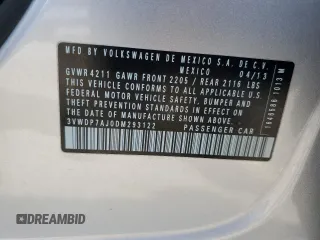 MFD BY VOLKSWAGEN DE MEXICO S.A. DE C.V.
MEXICO 04/13
GVWR 4211 GAWR FRONT 2205 / REAR 2116 LBS
THIS VEHICLE CONFORMS TO ALL APPLICABLE U.S.
FEDERAL MOTOR VEHICLE SAFETY, BUMPER AND
THEFT PREVENTION STANDARDS IN EFFECT ON
THE DATE OF MANUFACTURE SHOWN ABOVE.
3VWDP7AJ0DM293122 PASSENGER CAR
DREAMBID